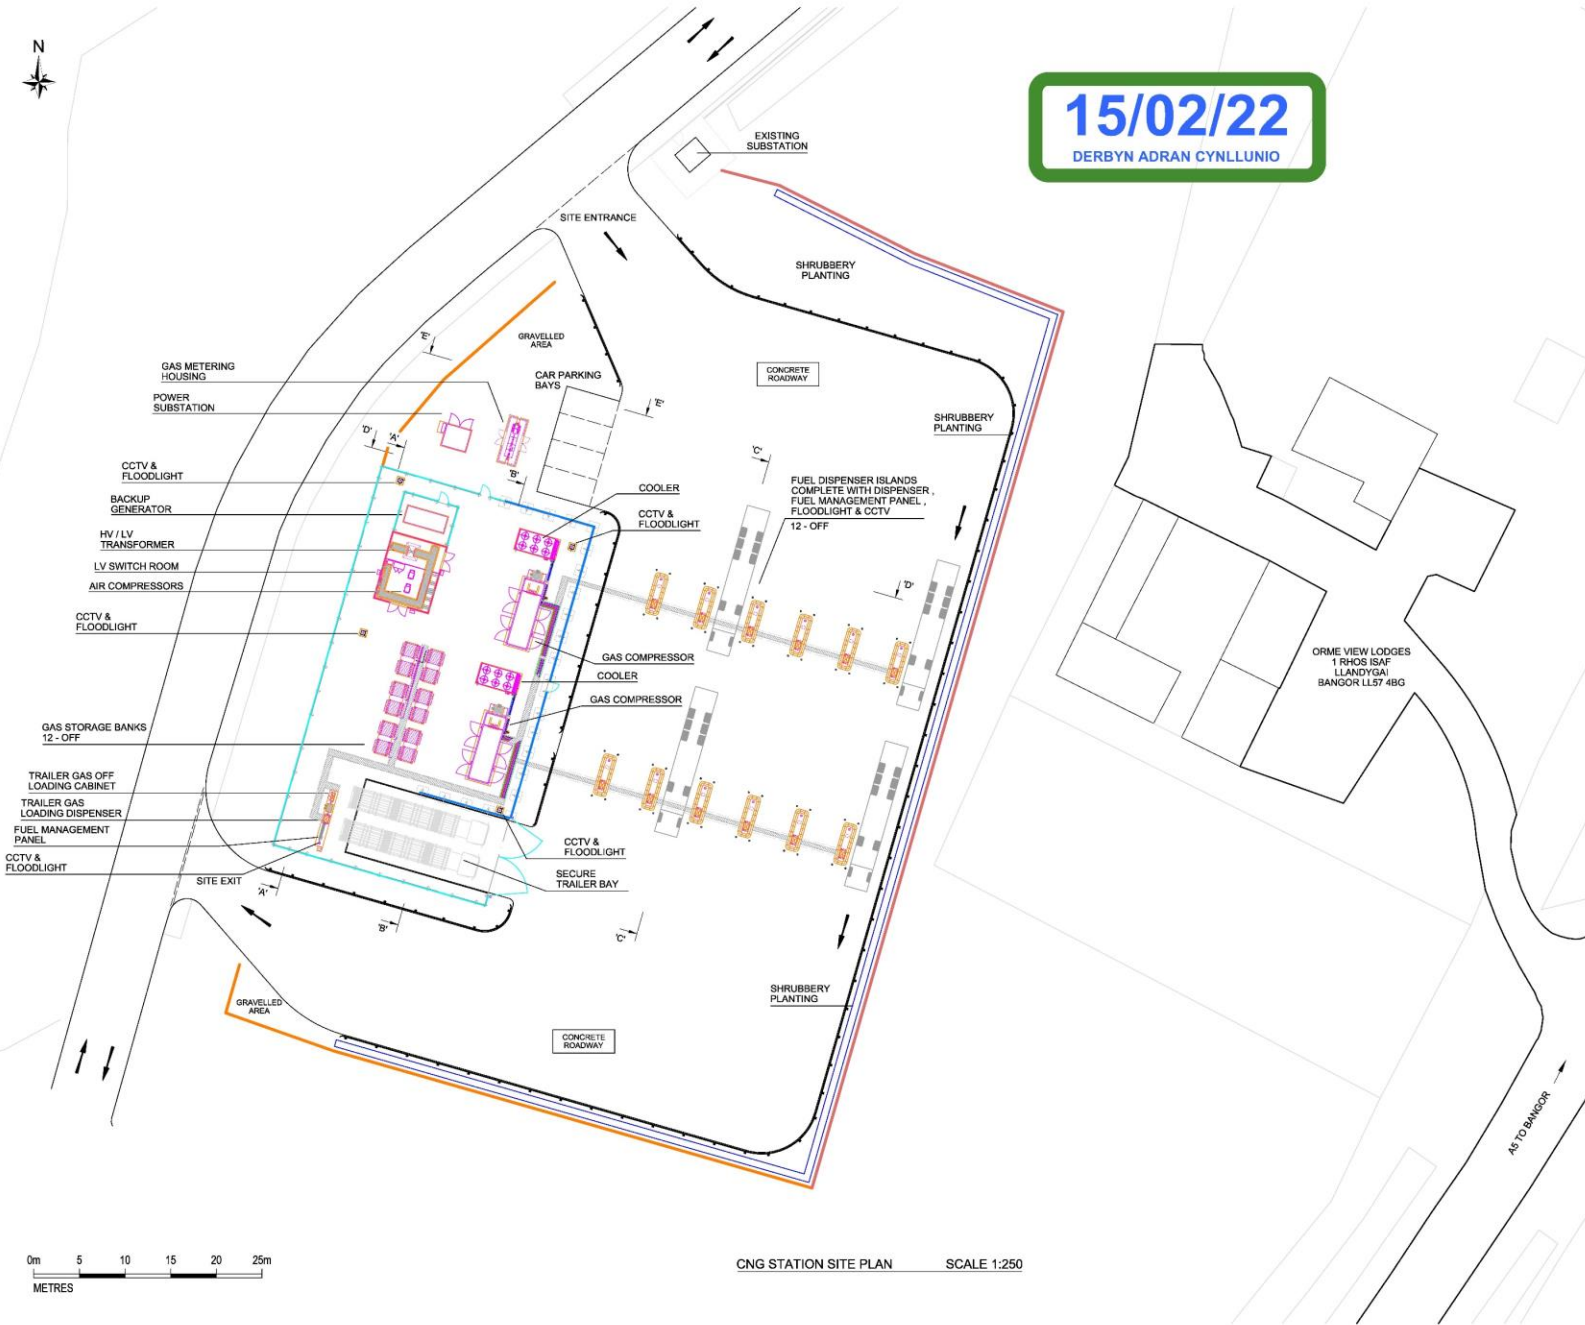 N
15/02/22
DERBYN ADRAN CYNLLUNIO
EXISTING
SUBSTATION
SITE ENTRANCE
SHRUBBERY
PLANTING
'E'
GRAVELLED
AREA
GAS METERING
HOUSING
CAR PARKING
BAYS
CONCRETE
ROADWAY
POWER
SUBSTATION
'E'
SHRUBBERY
PLANTING
'D'
'A'
'B'
'C'
CCTV &
FLOODLIGHT
COOLER
FUEL DISPENSER ISLANDS
COMPLETE WITH DISPENSER ,
FUEL MANAGEMENT PANEL ,
FLOODLIGHT & CCTV
12 - OFF
BACKUP
GENERATOR
CCTV &
FLOODLIGHT
HV / LV
TRANSFORMER
LV SWITCH ROOM
AIR COMPRESSORS
'D'
CCTV &
FLOODLIGHT
GAS COMPRESSOR
COOLER
GAS COMPRESSOR
ORME VIEW LODGES
1 RHOS ISAF
LLANDYGAI
BANGOR LL57 4BG
GAS STORAGE BANKS
12 - OFF
TRAILER GAS OFF
LOADING CABINET
TRAILER GAS
LOADING DISPENSER
FUEL MANAGEMENT
PANEL
CCTV &
FLOODLIGHT
CCTV &
FLOODLIGHT
SITE EXIT
SECURE
TRAILER BAY
'A'
'B'
'C'
SHRUBBERY
PLANTING
GRAVELLED
AREA
CONCRETE
ROADWAY
A5 TO BANGOR
0m 5 10 15 20 25m
METRES
CNG STATION SITE PLAN SCALE 1:250